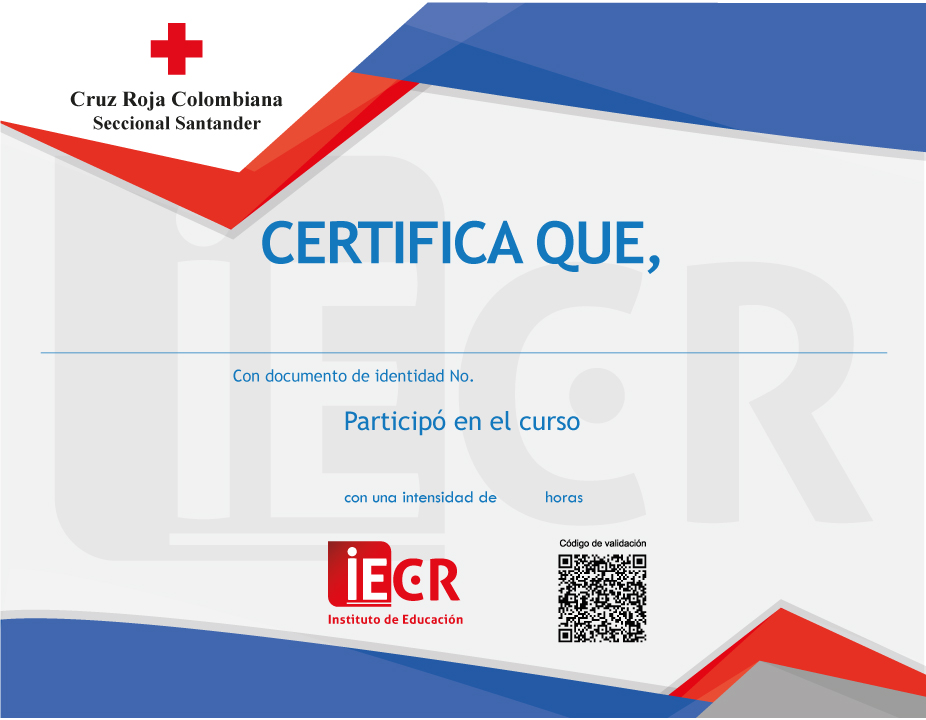 Cruz Roja Colombiana
Seccional Santander
CERTIFICA QUE,
Con documento de identidad No.
Participó en el curso
con una intensidad de horas
Código de validación
iECR
Instituto de Educación
iECR